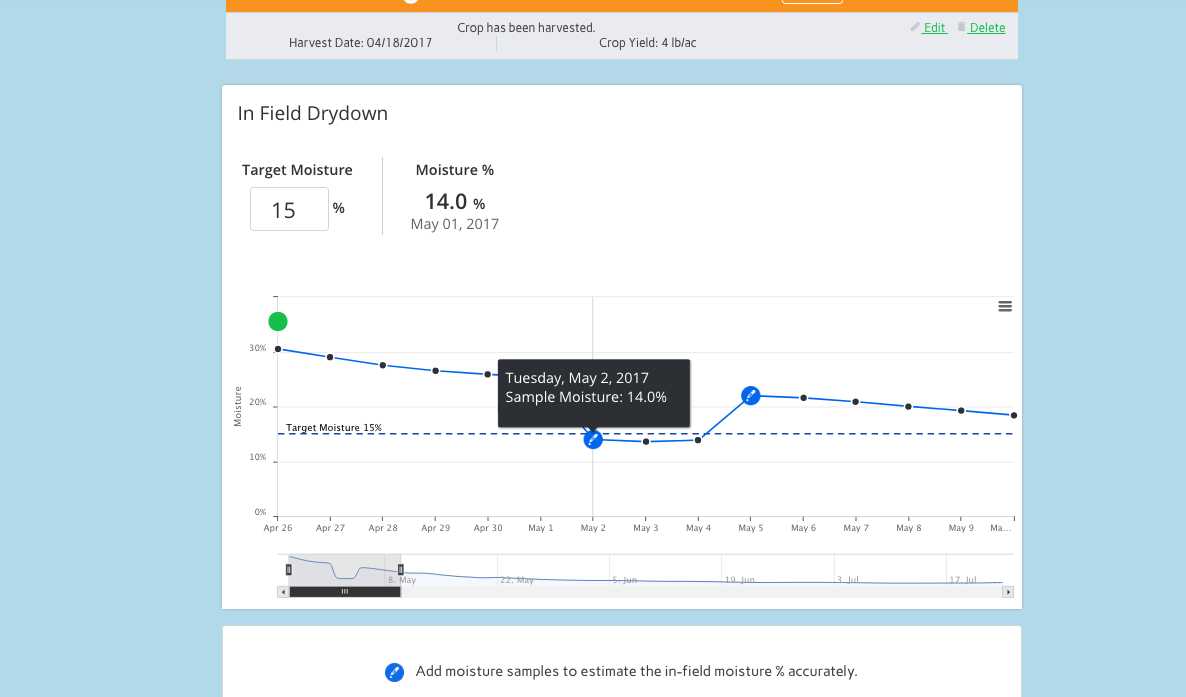 Crop has been harvested.
Edit Delete
Harvest Date: 04/18/2017
Crop Yield: 4 lb/ac
In Field Drydown
Target Moisture
15 %
Moisture %
14.0 %
May 01, 2017
Moisture
30%
20%
10%
0%
Target Moisture 15%
Tuesday, May 2, 2017
Sample Moisture: 14.0%
Apr 26 Apr 27 Apr 28 Apr 29 Apr 30 May 1 May 2 May 3 May 4 May 5 May 6 May 7 May 8 May 9 Ma...
8. May 22. May 5. Jun 19. Jun 3. Jul 17. Jul
Add moisture samples to estimate the in-field moisture % accurately.